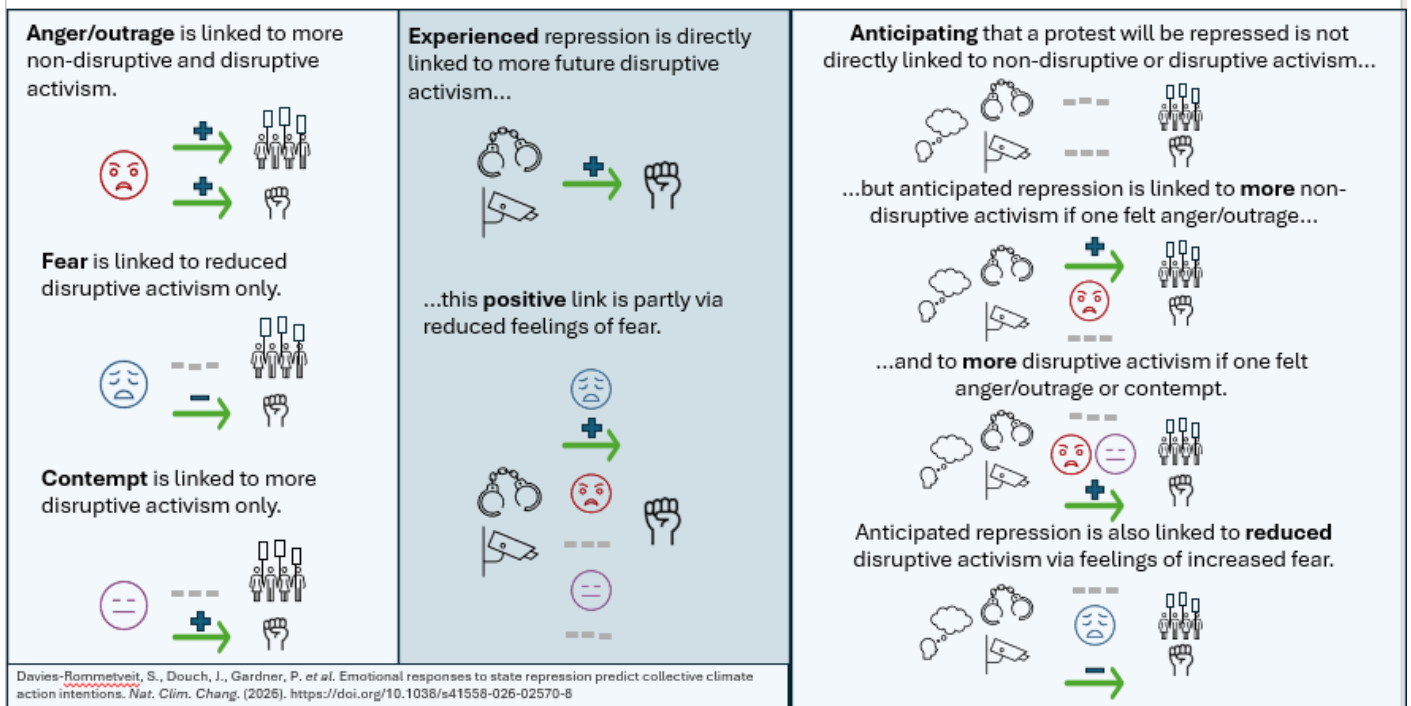 Anger/outrage is linked to more
non-disruptive and disruptive
activism.
Fear is linked to reduced
disruptive activism only.
Contempt is linked to more
disruptive activism only.
Experienced repression is directly
linked to more future disruptive
activism...
...this positive link is partly via
reduced feelings of fear.
Anticipating that a protest will be repressed is not
directly linked to non-disruptive or disruptive activism...
...but anticipated repression is linked to more non-
disruptive activism if one felt anger/outrage...
...and to more disruptive activism if one felt
anger/outrage or contempt.
Anticipated repression is also linked to reduced
disruptive activism via feelings of increased fear.
Davies-Rommetveit, S., Douch, J., Gardner, P. et al. Emotional responses to state repression predict collective climate
action intentions. Nat. Clim. Chang. (2026). https://doi.org/10.1038/s41558-026-02570-8